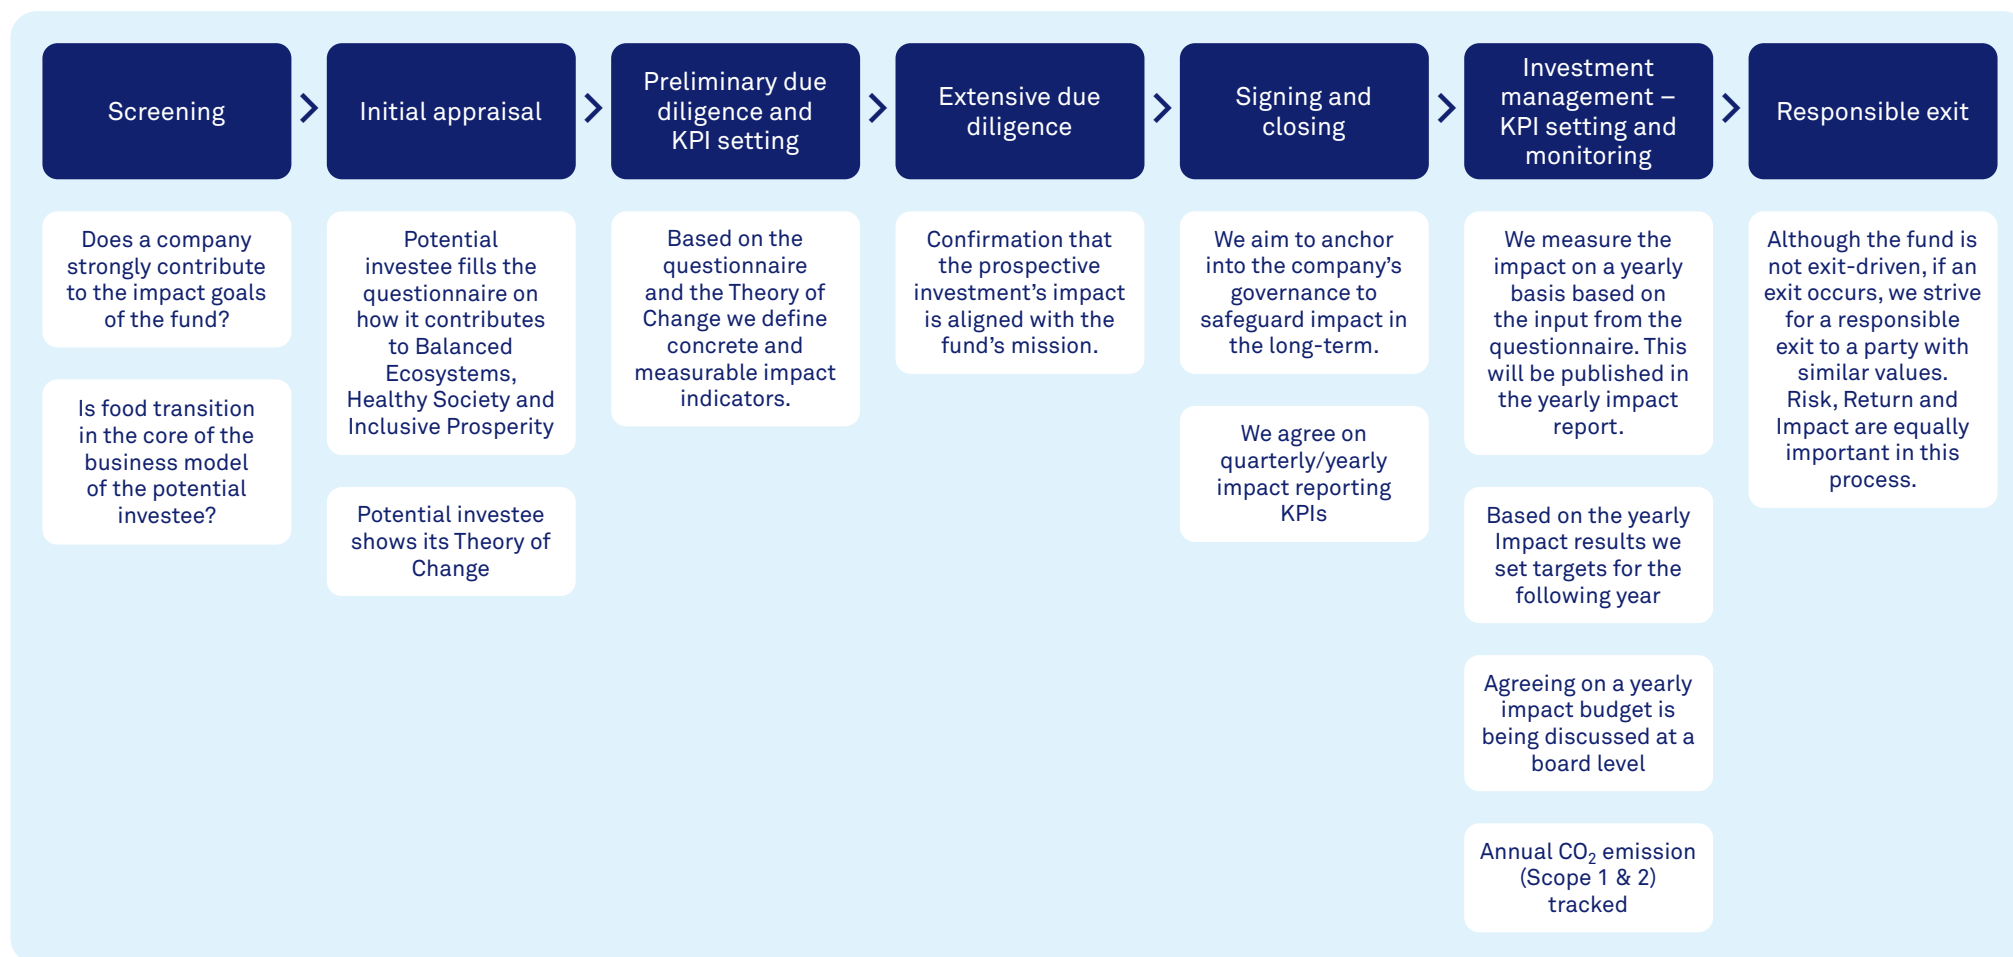 Screening
Initial appraisal
Preliminary due
diligence and
KPI setting
Extensive due
diligence
Signing and
closing
Investment
management –
KPI setting and
monitoring
Responsible exit
Does a company
strongly contribute
to the impact goals
of the fund?
Is food transition
in the core of the
business model
of the potential
investee?
Potential
investee fills the
questionnaire on
how it contributes
to Balanced
Ecosystems,
Healthy Society and
Inclusive Prosperity
Potential investee
shows its Theory of
Change
Based on the
questionnaire
and the Theory of
Change we define
concrete and
measurable impact
indicators.
Confirmation that
the prospective
investment’s impact
is aligned with the
fund’s mission.
We aim to anchor
into the company’s
governance to
safeguard impact in
the long-term.
We agree on
quarterly/yearly
impact reporting
KPIs
We measure the
impact on a yearly
basis based on
the input from the
questionnaire. This
will be published in
the yearly impact
report.
Based on the yearly
Impact results we
set targets for the
following year
Agreeing on a yearly
impact budget is
being discussed at a
board level
Annual CO₂ emission
(Scope 1 & 2)
tracked
Although the fund is
not exit-driven, if an
exit occurs, we strive
for a responsible
exit to a party with
similar values.
Risk, Return and
Impact are equally
important in this
process.